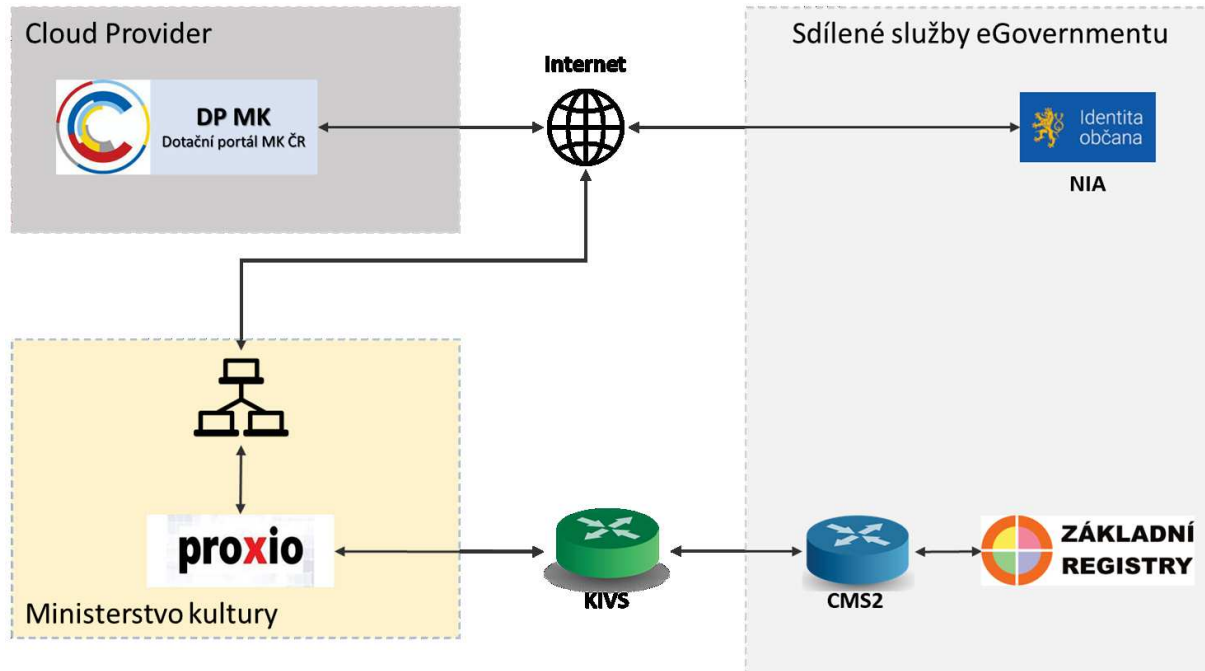 Cloud Provider
DP MK
Dotační portál MK ČR
Internet
Sdílené služby eGovernmentu
Identita
občana
NIA
proxio
Ministerstvo kultury
KIVS
CMS2
ZÁKLADNÍ
REGISTRY